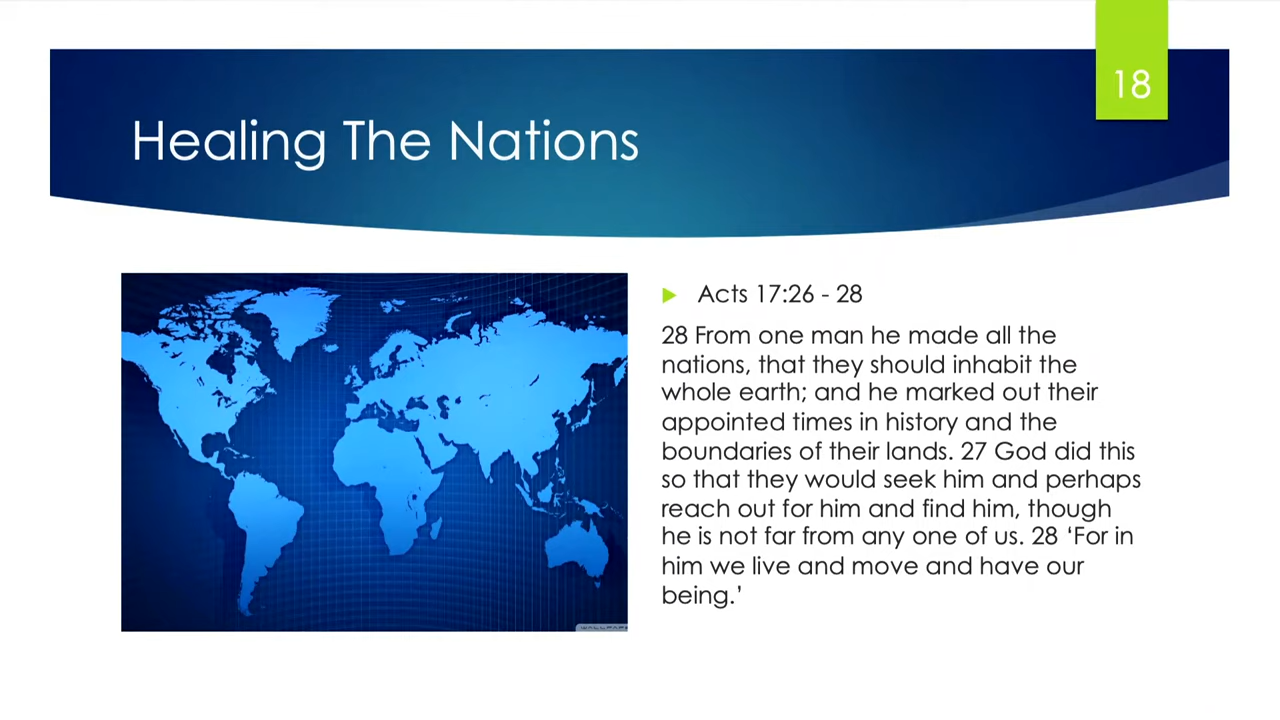 18
Healing The Nations
Acts 17:26 - 28
28 From one man he made all the
nations, that they should inhabit the
whole earth; and he marked out their
appointed times in history and the
boundaries of their lands. 27 God did this
so that they would seek him and perhaps
reach out for him and find him, though
he is not far from any one of us. 28 ‘For in
him we live and move and have our
being.’